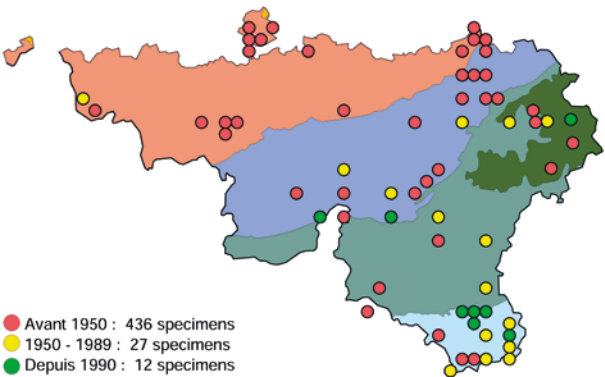 Avant 1950 : 436 specimens
1950 - 1989 : 27 specimens
Depuis 1990 : 12 specimens